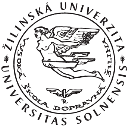 ŽILINSKÁ UNIVERZITA
UNIVERSITAS SOLNENSIS
VYSOKÁ ŠKOLA DOPRAVNÁ